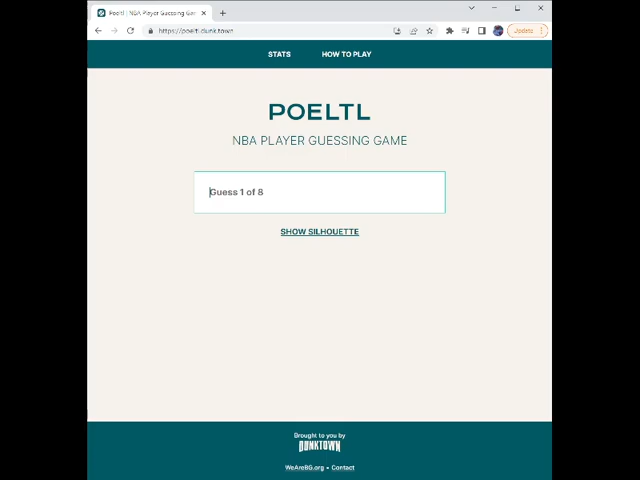 Poeltl | NBA Player Guessing Gam
https://poeltl.dunk.town
Update
STATS
HOW TO PLAY
POELTL
NBA PLAYER GUESSING GAME
Guess 1 of 8
SHOW SILHOUETTE
Brought to you by
DUNKTOWN
WeAreBG.org • Contact